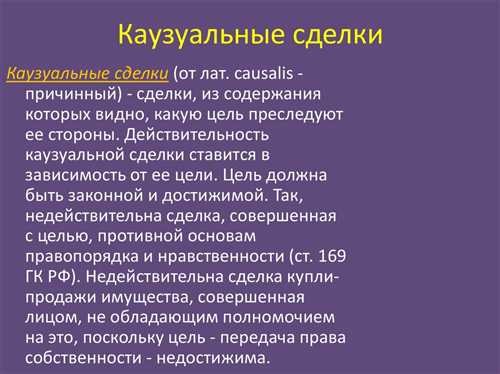 Каузуальные сделки
Каузуальные сделки (от лат. causalis -
причинный) - сделки, из содержания
которых видно, какую цель преследуют
ее стороны. Действительность
каузуальной сделки ставится в
зависимость от ее цели. Цель должна
быть законной и достижимой. Так,
недействительна сделка, совершенная
с целью, противной основам
правопорядка и нравственности (ст. 169
ГК РФ). Недействительна сделка купли-
продажи имущества, совершенная
лицом, не обладающим полномочием
на это, поскольку цель - передача права
собственности - недостижима.